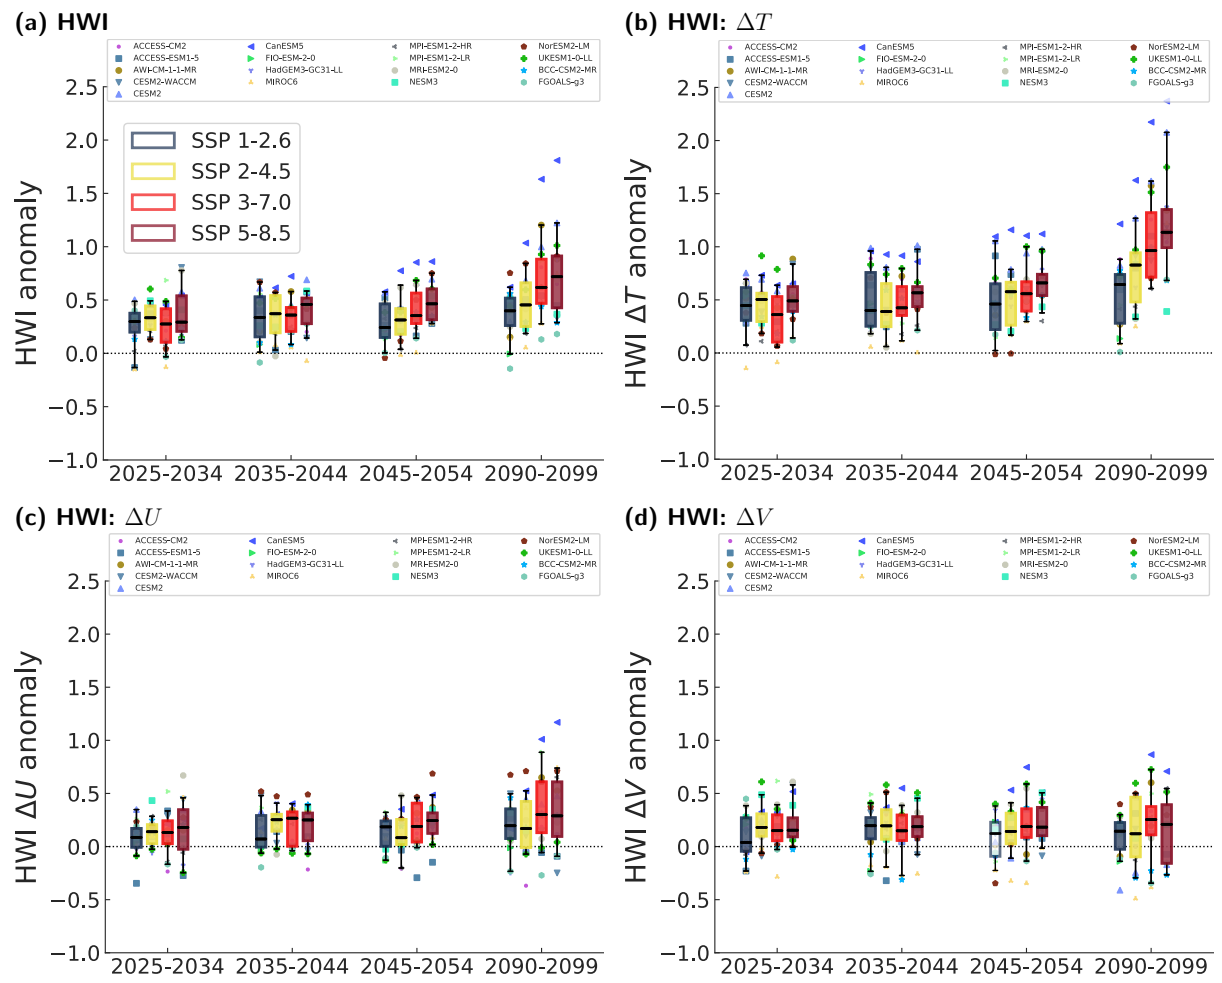 (a) HWI
ACCESS-CM2
ACCESS-ESM1-5
AWI-CM-1-1-MR
CESM2-WACCM
CESM2
CanESM5
FIO-ESM-2-0
HadGEM3-GC31-LL
MIROC6
MPI-ESM1-2-HR
MPI-ESM1-2-LR
MRI-ESM2-0
NESM3
NorESM2-LM
UKESM1-0-LL
BCC-CSM2-MR
FGOALS-g3
SSP 1-2.6
SSP 2-4.5
SSP 3-7.0
SSP 5-8.5
HWI anomaly
2.5
2.0
1.5
1.0
0.5
0.0
−0.5
−1.0
2025-2034 2035-2044 2045-2054 2090-2099
(b) HWI: ΔT
ACCESS-CM2
ACCESS-ESM1-5
AWI-CM-1-1-MR
CESM2-WACCM
CESM2
CanESM5
FIO-ESM-2-0
HadGEM3-GC31-LL
MIROC6
MPI-ESM1-2-HR
MPI-ESM1-2-LR
MRI-ESM2-0
NESM3
NorESM2-LM
UKESM1-0-LL
BCC-CSM2-MR
FGOALS-g3
HWI ΔT anomaly
2.5
2.0
1.5
1.0
0.5
0.0
−0.5
−1.0
2025-2034 2035-2044 2045-2054 2090-2099
(c) HWI: ΔU
ACCESS-CM2
ACCESS-ESM1-5
AWI-CM-1-1-MR
CESM2-WACCM
CESM2
CanESM5
FIO-ESM-2-0
HadGEM3-GC31-LL
MIROC6
MPI-ESM1-2-HR
MPI-ESM1-2-LR
MRI-ESM2-0
NESM3
NorESM2-LM
UKESM1-0-LL
BCC-CSM2-MR
FGOALS-g3
HWI ΔU anomaly
2.5
2.0
1.5
1.0
0.5
0.0
−0.5
−1.0
2025-2034 2035-2044 2045-2054 2090-2099
(d) HWI: ΔV
ACCESS-CM2
ACCESS-ESM1-5
AWI-CM-1-1-MR
CESM2-WACCM
CESM2
CanESM5
FIO-ESM-2-0
HadGEM3-GC31-LL
MIROC6
MPI-ESM1-2-HR
MPI-ESM1-2-LR
MRI-ESM2-0
NESM3
NorESM2-LM
UKESM1-0-LL
BCC-CSM2-MR
FGOALS-g3
HWI ΔV anomaly
2.5
2.0
1.5
1.0
0.5
0.0
−0.5
−1.0
2025-2034 2035-2044 2045-2054 2090-2099